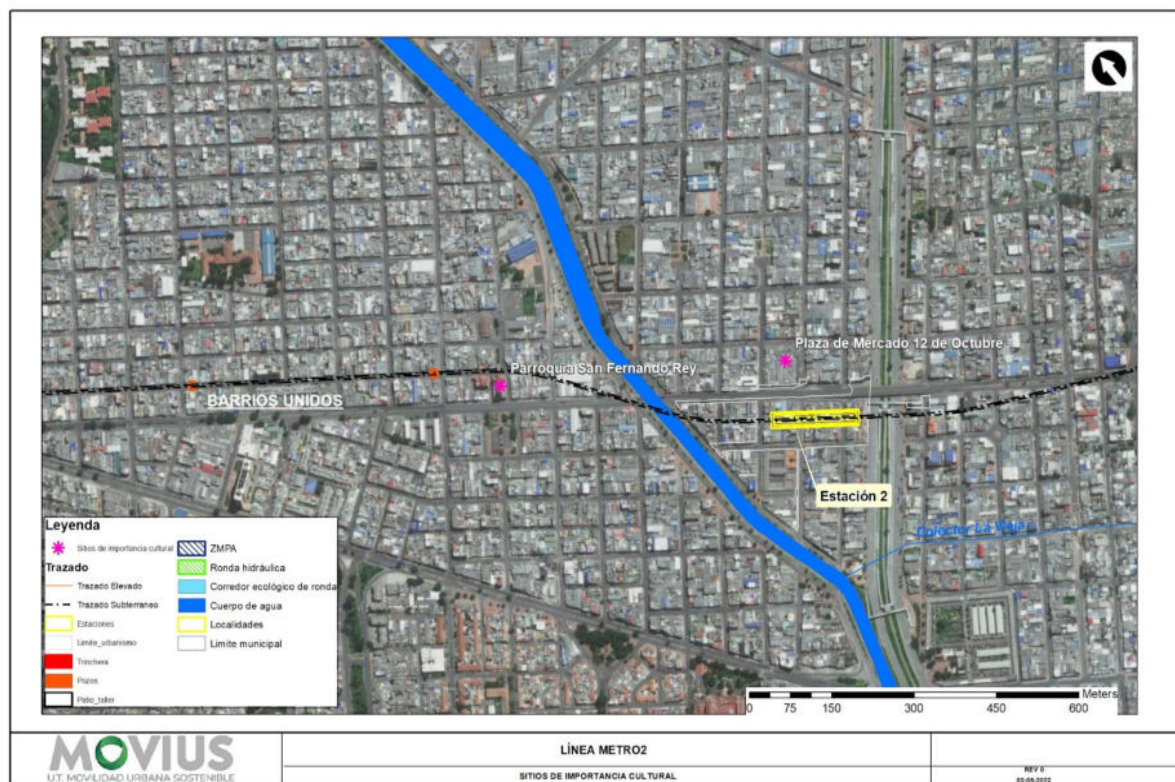 Plaza de Mercado 12 de Octubre
Parroquia San Fernando Rey
BARRIOS UNIDOS
Estación 2
Colector La Vieja
Leyenda
Sitios de importancia cultural
Trazado
Trazado Elevado
Trazado Subterraneo
Estaciones
Limite_urbanismo
Trinchera
Pozos
Patio_taller
ZMPA
Ronda hidráulica
Corredor ecológico de ronda
Cuerpo de agua
Localidades
Limite municipal
Meters
0 75 150 300 450 600
MOVIUS
U.T. MOVILIDAD URBANA SOSTENIBLE
LÍNEA METRO2
SITIOS DE IMPORTANCIA CULTURAL
REV 0